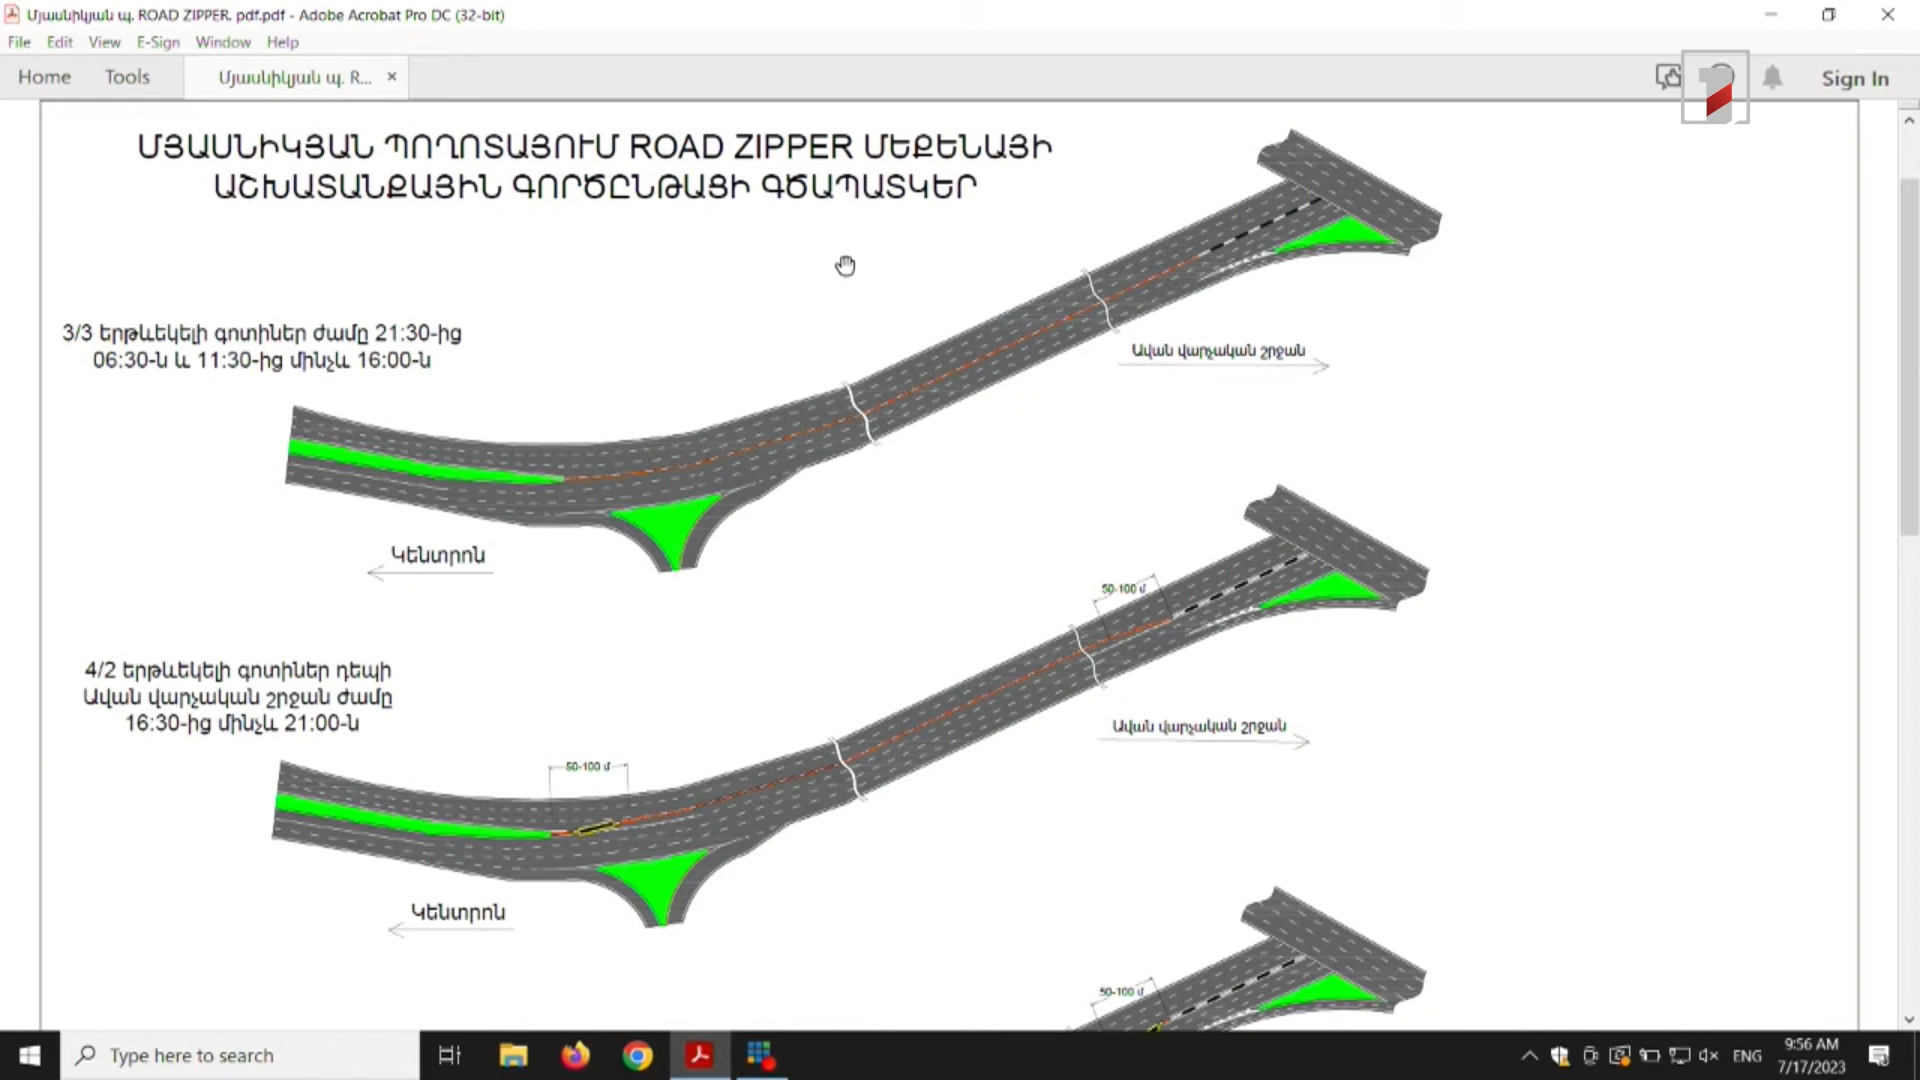 Մյասնիկյան պ. ROAD ZIPPER. pdf.pdf - Adobe Acrobat Pro DC (32-bit)
File Edit View E-Sign Window Help
Home Tools Մյասնիկյան պ. R... × Sign In
ՄՅԱՍՆԻԿՅԱՆ ՊՈՂՈՏԱՅՈՒՄ ROAD ZIPPER ՄԵՔԵՆԱՅԻ
ԱՇԽԱՏԱՆՔԱՅԻՆ ԳՈՐԾԸՆԹԱՑԻ ԳԾԱՊԱՏԿԵՐ
3/3 երթևեկելի գոտիներ ժամը 21:30-ից
06:30-ն և 11:30-ից մինչև 16:00-ն
Ավան վարչական շրջան
Կենտրոն
50-100 մ
4/2 երթևեկելի գոտիներ դեպի
Ավան վարչական շրջան ժամը
16:30-ից մինչև 21:00-ն
Ավան վարչական շրջան
50-100 մ
Կենտրոն
50-100 մ
Type here to search
ENG
9:56 AM
7/17/2023